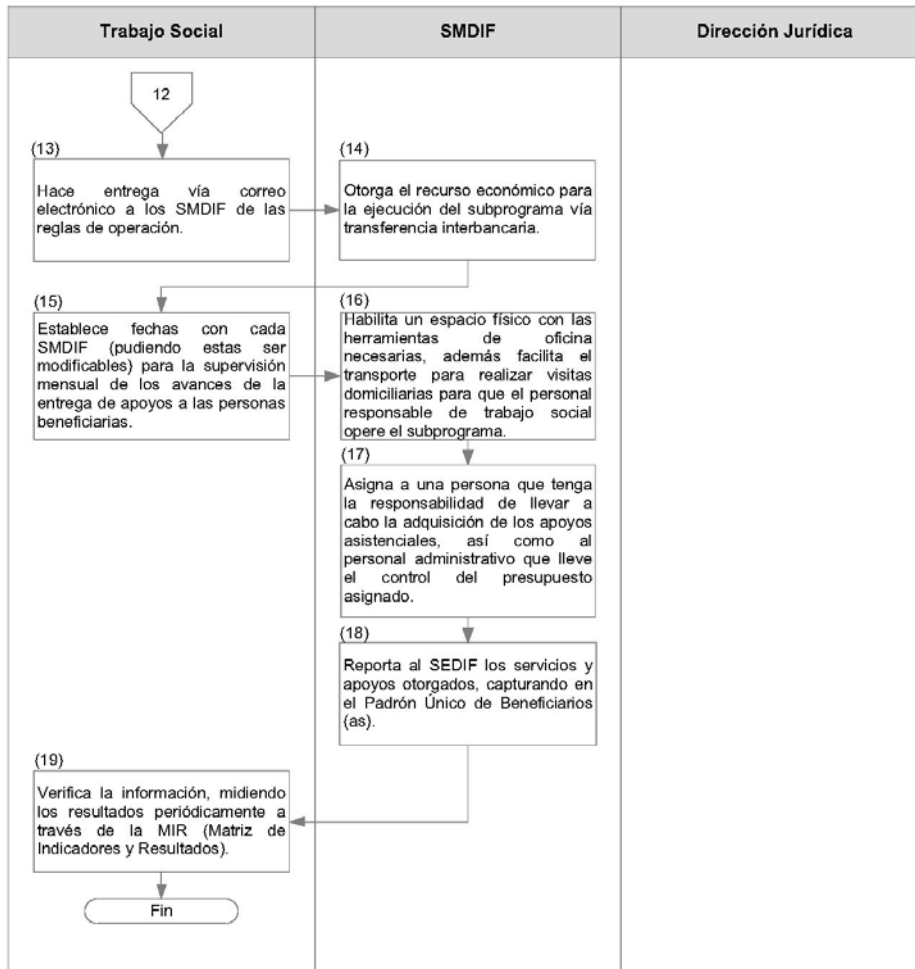 Trabajo Social
SMDIF
Dirección Jurídica
12
(13)
Hace entrega vía correo
electrónico a los SMDIF de las
reglas de operación.
(14)
Otorga el recurso económico para
la ejecución del subprograma vía
transferencia interbancaria.
(15)
Establece fechas con cada
SMDIF (pudiendo estas ser
modificables) para la supervisión
mensual de los avances de la
entrega de apoyos a las personas
beneficiarias.
(16)
Habilita un espacio físico con las
herramientas de oficina
necesarias, además facilita el
transporte para realizar visitas
domiciliarias para que el personal
responsable de trabajo social
opere el subprograma.
(17)
Asigna a una persona que tenga
la responsabilidad de llevar a
cabo la adquisición de los apoyos
asistenciales, así como al
personal administrativo que lleve
el control del presupuesto
asignado.
(18)
Reporta al SEDIF los servicios y
apoyos otorgados, capturando en
el Padrón Único de Beneficiarios
(as).
(19)
Verifica la información, midiendo
los resultados periódicamente a
través de la MIR (Matriz de
Indicadores y Resultados).
Fin